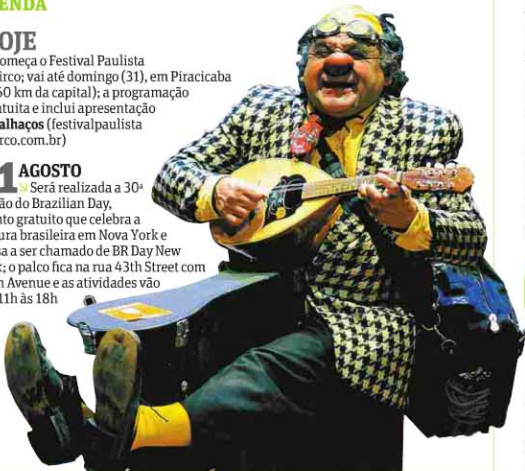 ENDA
OJE
omeça o Festival Paulista
irco; vai até domingo (31), em Piracicaba
60 km da capital); a programação
atuita e inclui apresentação
alhaços (festivalpaulista
rco.com.br)
1 AGOSTO
Será realizada a 30ª
ão do Brazilian Day,
nto gratuito que celebra a
ura brasileira em Nova York e
sa a ser chamado de BR Day New
k; o palco fica na rua 43th Street com
h Avenue e as atividades vão
11h às 18h